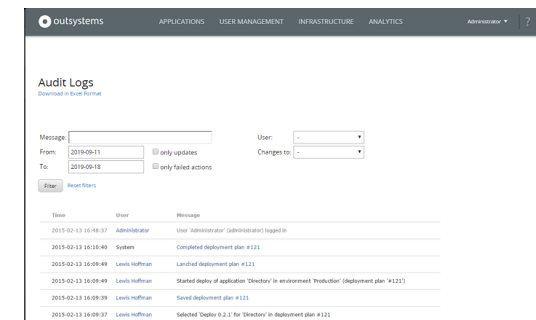 outsystems APPLICATIONS USER MANAGEMENT INFRASTRUCTURE ANALYTICS Administrator ?
Audit Logs
Download in Excel Format
Message: User: -
From: 2019-09-11 only updates Changes to: -
To: 2019-09-18 only failed actions
Filter Reset filters
Time User Message
2015-02-13 16:48:37 Administrator User 'Administrator' (administrator) logged in
2015-02-13 16:10:40 System Completed deployment plan #121
2015-02-13 16:09:49 Lewis Hoffman Lanched deployment plan #121
2015-02-13 16:09:49 Lewis Hoffman Started deploy of application 'Directory' in environment 'Production' (deployment plan '#121')
2015-02-13 16:09:39 Lewis Hoffman Saved deployment plan #121
2015-02-13 16:09:37 Lewis Hoffman Selected 'Deploy 0.2.1' for 'Directory' in deployment plan #121